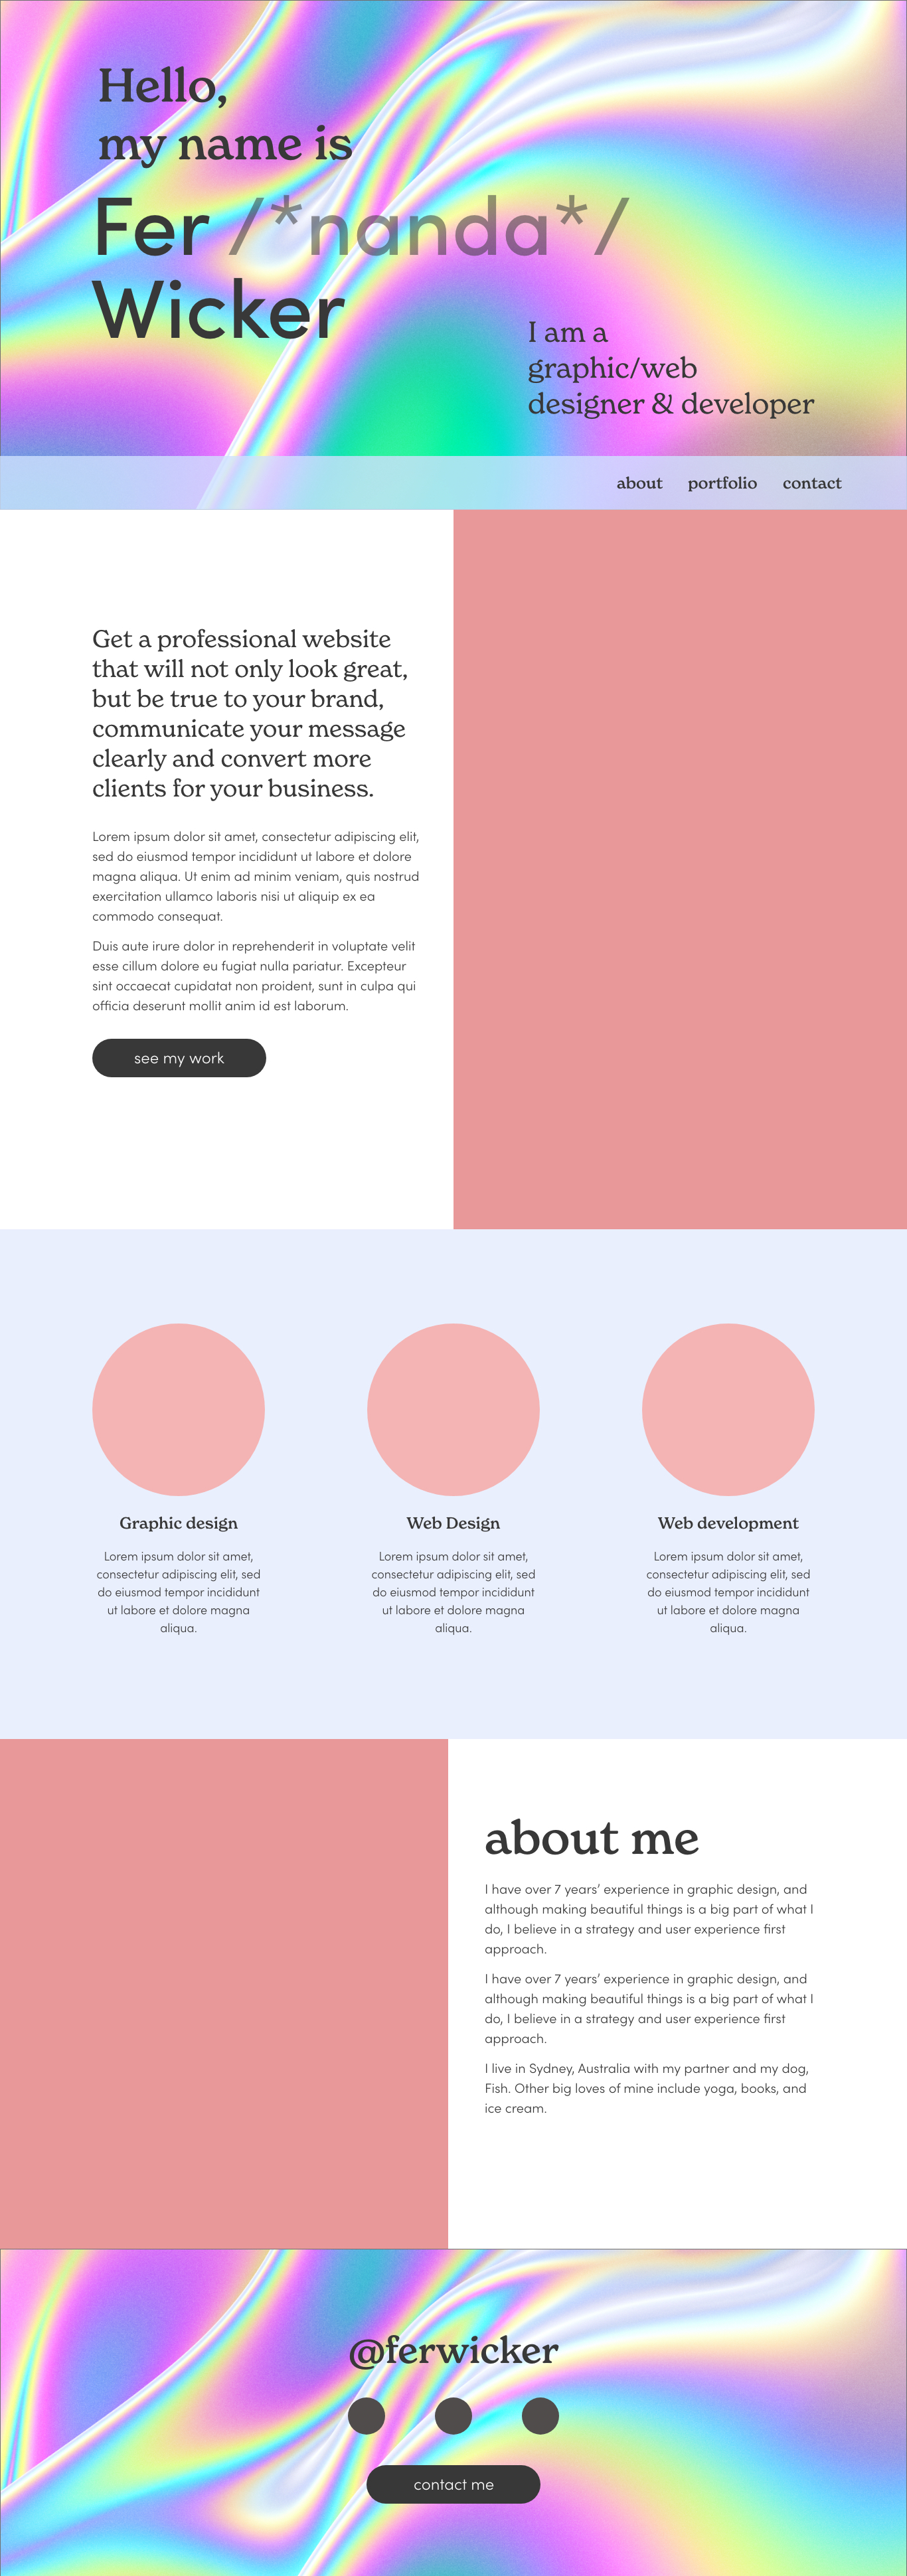 Hello,
my name is
Fer /*nanda*/
Wicker
I am a
graphic/web
designer & developer
about portfolio contact
Get a professional website
that will not only look great,
but be true to your brand,
communicate your message
clearly and convert more
clients for your business.
Lorem ipsum dolor sit amet, consectetur adipiscing elit,
sed do eiusmod tempor incididunt ut labore et dolore
magna aliqua. Ut enim ad minim veniam, quis nostrud
exercitation ullamco laboris nisi ut aliquip ex ea
commodo consequat.
Duis aute irure dolor in reprehenderit in voluptate velit
esse cillum dolore eu fugiat nulla pariatur. Excepteur
sint occaecat cupidatat non proident, sunt in culpa qui
officia deserunt mollit anim id est laborum.
see my work
Graphic design
Lorem ipsum dolor sit amet,
consectetur adipiscing elit, sed
do eiusmod tempor incididunt
ut labore et dolore magna
aliqua.
Web Design
Lorem ipsum dolor sit amet,
consectetur adipiscing elit, sed
do eiusmod tempor incididunt
ut labore et dolore magna
aliqua.
Web development
Lorem ipsum dolor sit amet,
consectetur adipiscing elit, sed
do eiusmod tempor incididunt
ut labore et dolore magna
aliqua.
about me
I have over 7 years’ experience in graphic design, and
although making beautiful things is a big part of what I
do, I believe in a strategy and user experience first
approach.
I have over 7 years’ experience in graphic design, and
although making beautiful things is a big part of what I
do, I believe in a strategy and user experience first
approach.
I live in Sydney, Australia with my partner and my dog,
Fish. Other big loves of mine include yoga, books, and
ice cream.
@ferwicker
contact me